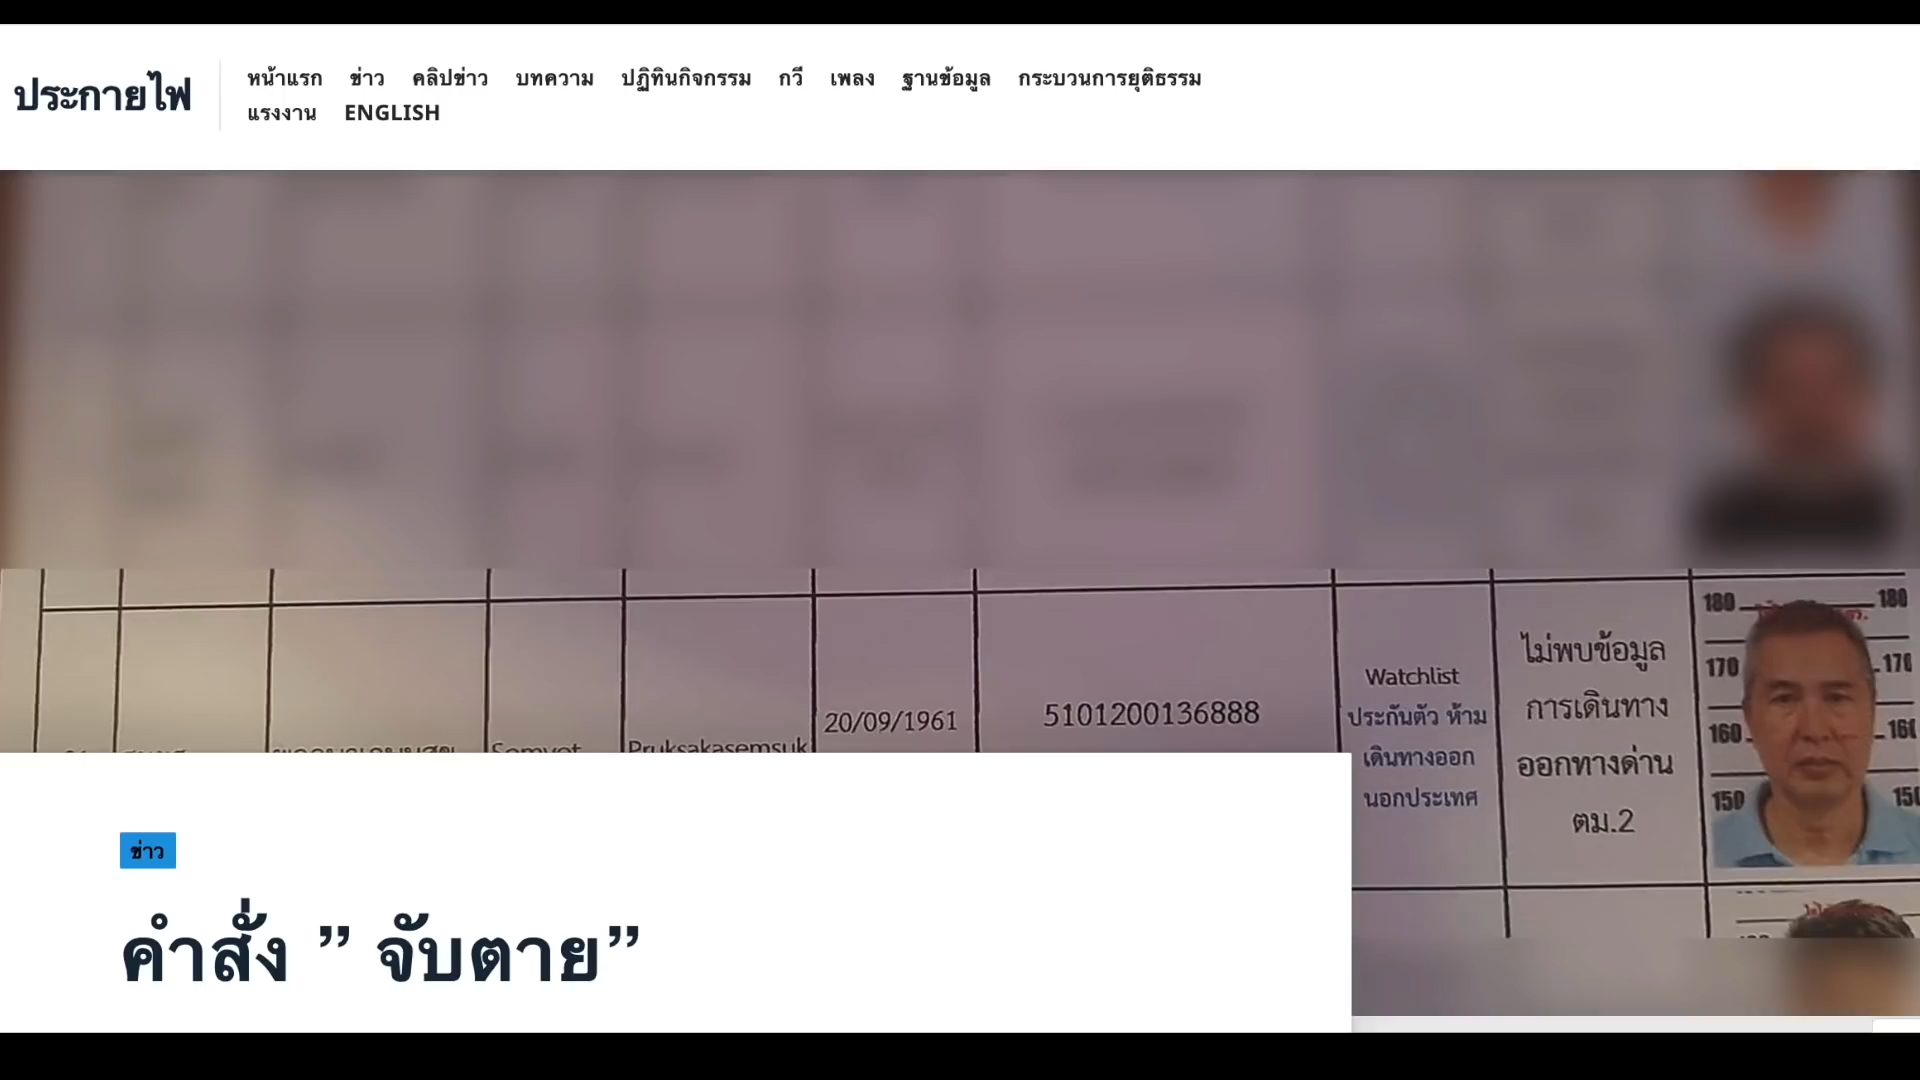 ประกายไฟ
หน้าแรก ข่าว คลิปข่าว บทความ ปฏิทินกิจกรรม กวี เพลง ฐานข้อมูล กระบวนการยุติธรรม
แรงงาน ENGLISH
20/09/1961
5101200136888
Somyot
Pruksakasemsuk
Watchlist
ประกันตัว ห้าม
เดินทางออก
นอกประเทศ
ไม่พบข้อมูล
การเดินทาง
ออกทางด่าน
ตม.2
180 180
170 170
160 160
150 150
ข่าว
คำสั่ง ” จับตาย”